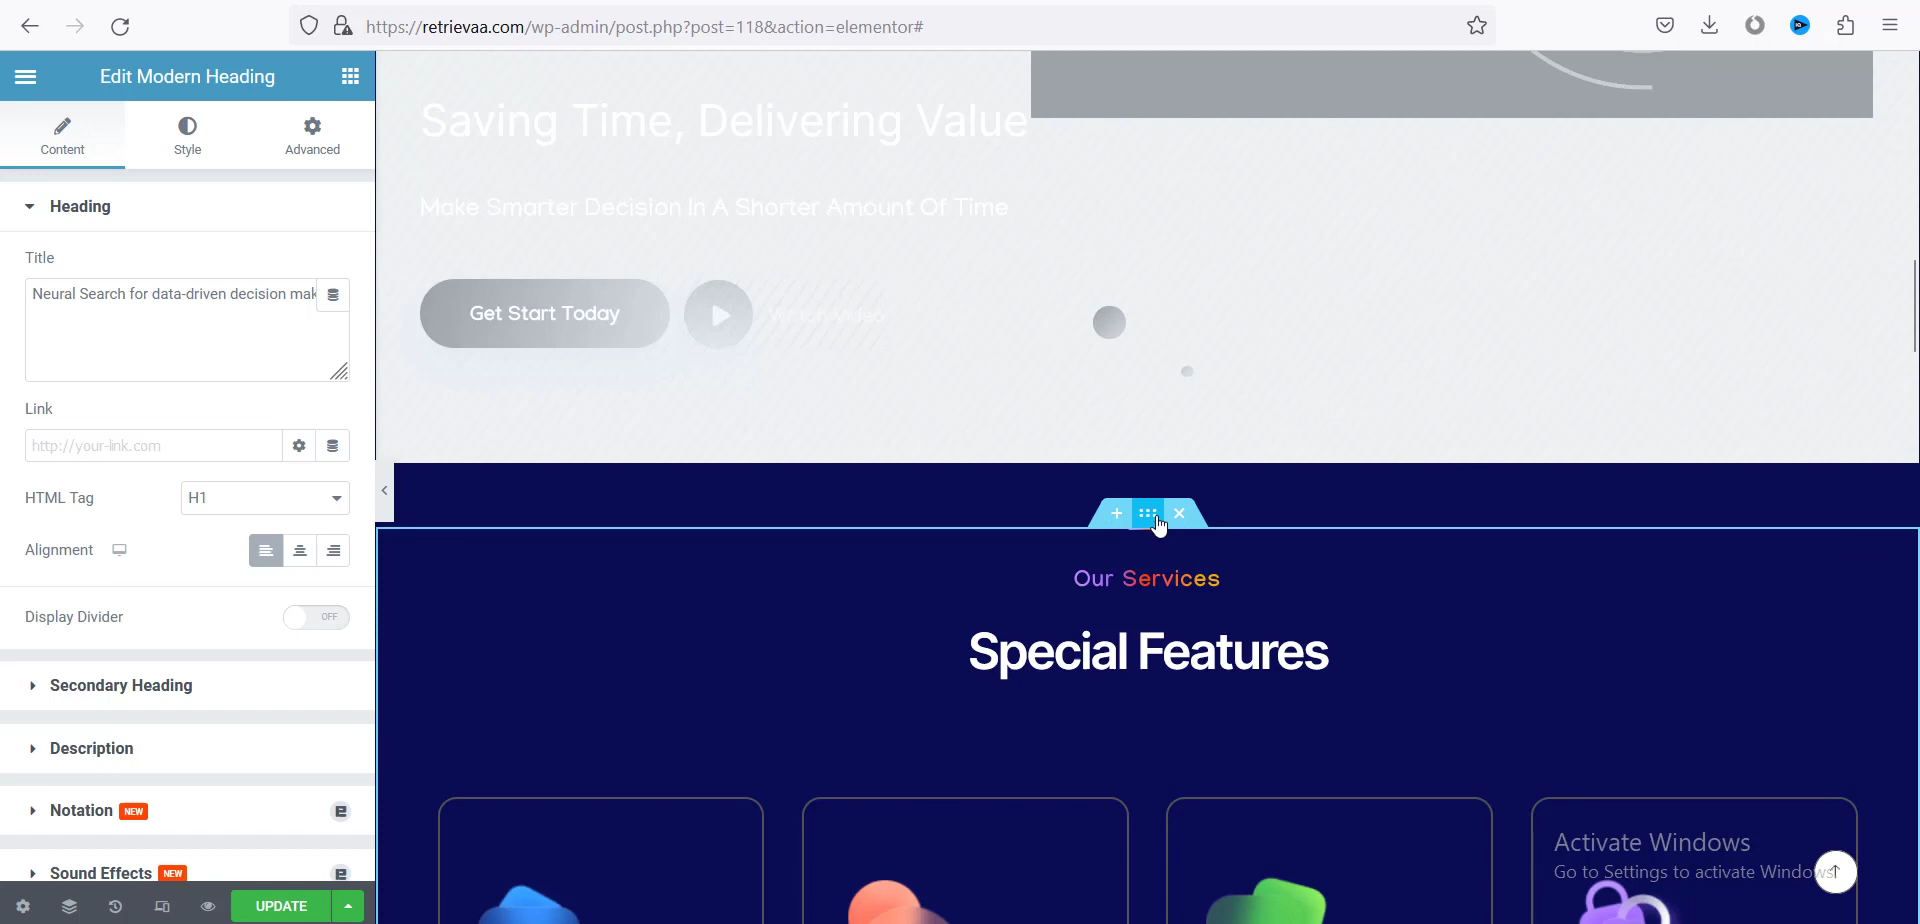 https://retrievaa.com/wp-admin/post.php?post=118&action=elementor#
Edit Modern Heading
Content
Style
Advanced
Heading
Title
Neural Search for data-driven decision mak
Link
http://your-link.com
HTML Tag
H1
Alignment
Display Divider
OFF
Secondary Heading
Description
Notation NEW
Sound Effects NEW
UPDATE
Saving Time, Delivering Value
Make Smarter Decision In A Shorter Amount Of Time
Get Start Today
Watch Video
Our Services
Special Features
Activate Windows
Go to Settings to activate Windows.